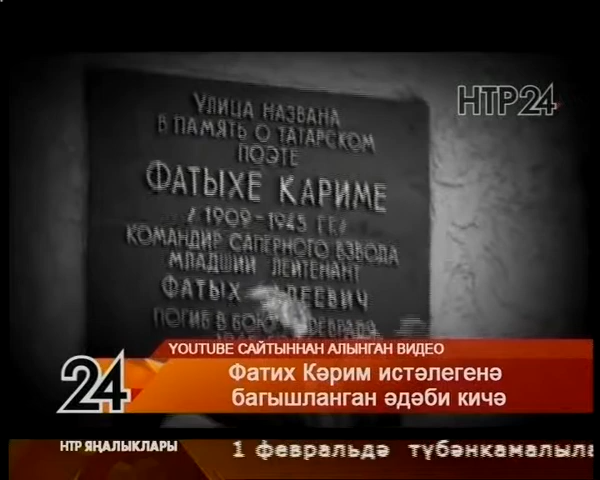 НТР24
УЛИЦА НАЗВАНА
В ПАМЯТЬ О ТАТАРСКОМ
ПОЭТЕ
ФАТЫХЕ КАРИМЕ
/1909-1945 ГГ/
КОМАНДИР САПЕРНОГО ВЗВОДА
МЛАДШИЙ ЛЕЙТЕНАНТ
ФАТЫХ
ПОГИБ В БОЮ ФЕВРАЛЯ
YOUTUBE САЙТЫННАН АЛЫНГАН ВИДЕО
24
Фатих Кәрим истәлегенә
багышланган әдәби кичә
НТР ЯҢАЛЫКЛАРЫ
1 февральдә түбәнкамалыла